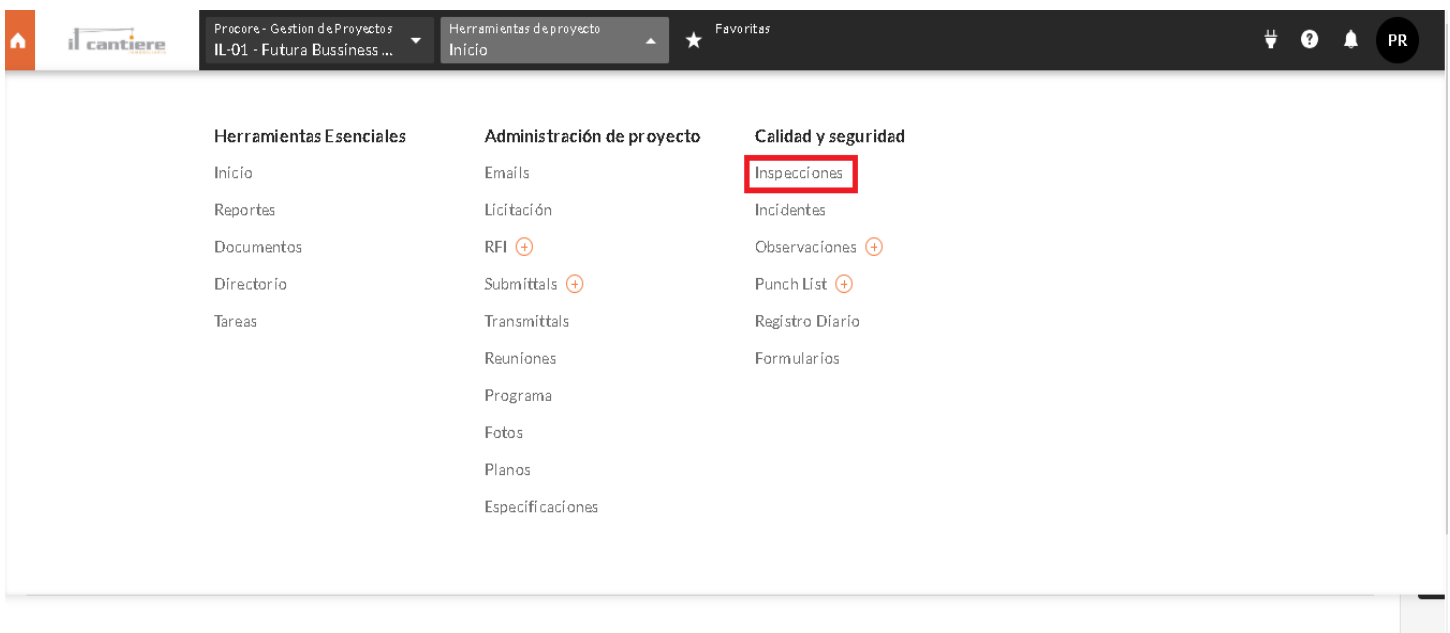 il cantiere
Procore - Gestion de Proyectos
IL-01 - Futura Bussiness ...
Herramientas de proyecto
Inicio
Favoritas
PR
Herramientas Esenciales
Inicio
Reportes
Documentos
Directorio
Tareas
Administración de proyecto
Emails
Licitación
RFI
Submittals
Transmittals
Reuniones
Programa
Fotos
Planos
Especificaciones
Calidad y seguridad
Inspecciones
Incidentes
Observaciones
Punch List
Registro Diario
Formularios